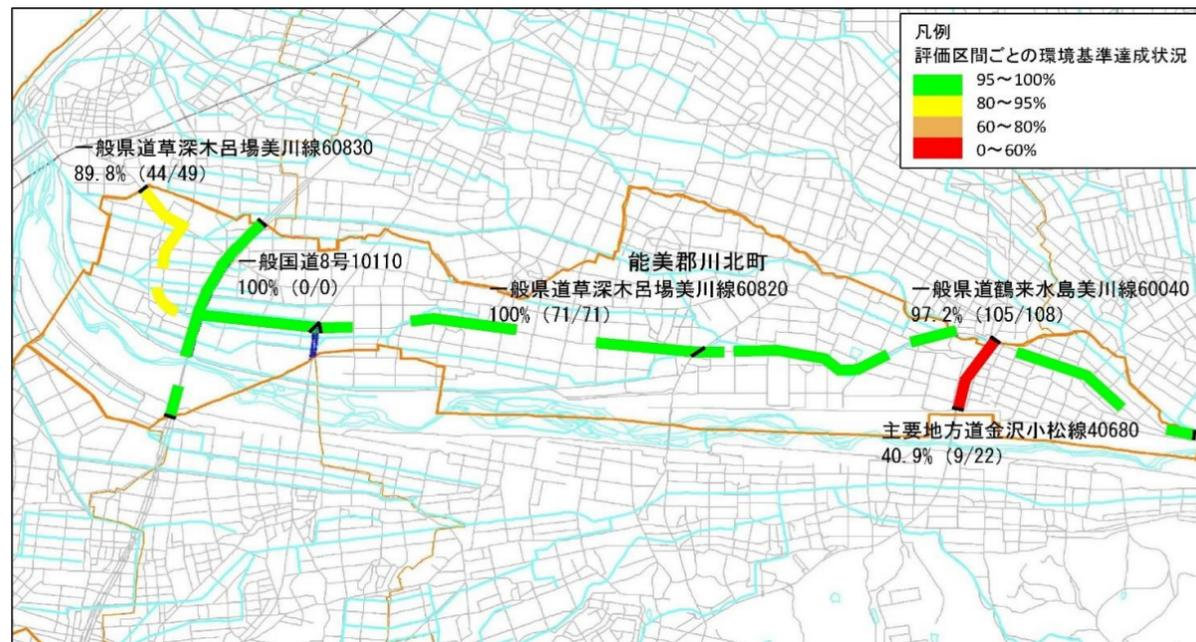 凡例
評価区間ごとの環境基準達成状況
95～100%
80～95%
60～80%
0～60%
一般県道草深木呂場美川線60830
89.8% (44/49)
一般国道8号10110
100% (0/0)
能美郡川北町
一般県道草深木呂場美川線60820
100% (71/71)
一般県道鶴来水島美川線60040
97.2% (105/108)
主要地方道金沢小松線40680
40.9% (9/22)